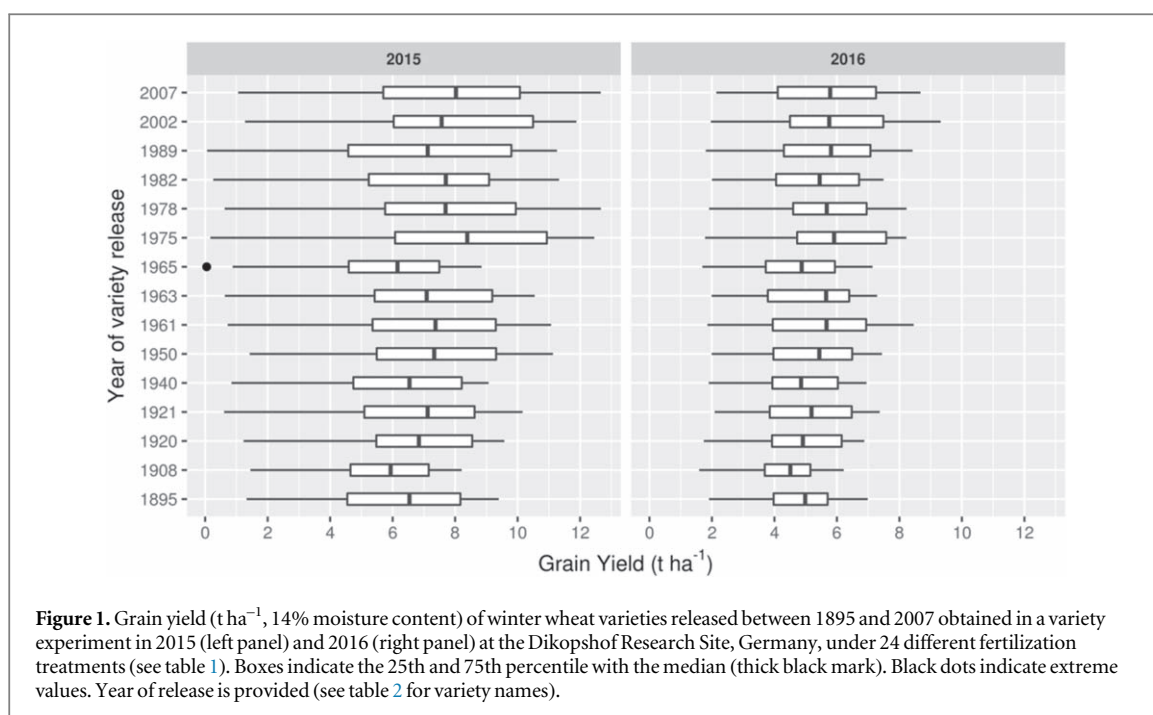 2015
2016
2007
2002
1989
1982
1978
1975
1965
1963
1961
1950
1940
1921
1920
1908
1895
Year of variety release
0 2 4 6 8 10 12
0 2 4 6 8 10 12
Grain Yield (t ha⁻¹)
Figure 1. Grain yield (t ha⁻¹, 14% moisture content) of winter wheat varieties released between 1895 and 2007 obtained in a variety
experiment in 2015 (left panel) and 2016 (right panel) at the Dikopshof Research Site, Germany, under 24 different fertilization
treatments (see table 1). Boxes indicate the 25th and 75th percentile with the median (thick black mark). Black dots indicate extreme
values. Year of release is provided (see table 2 for variety names).